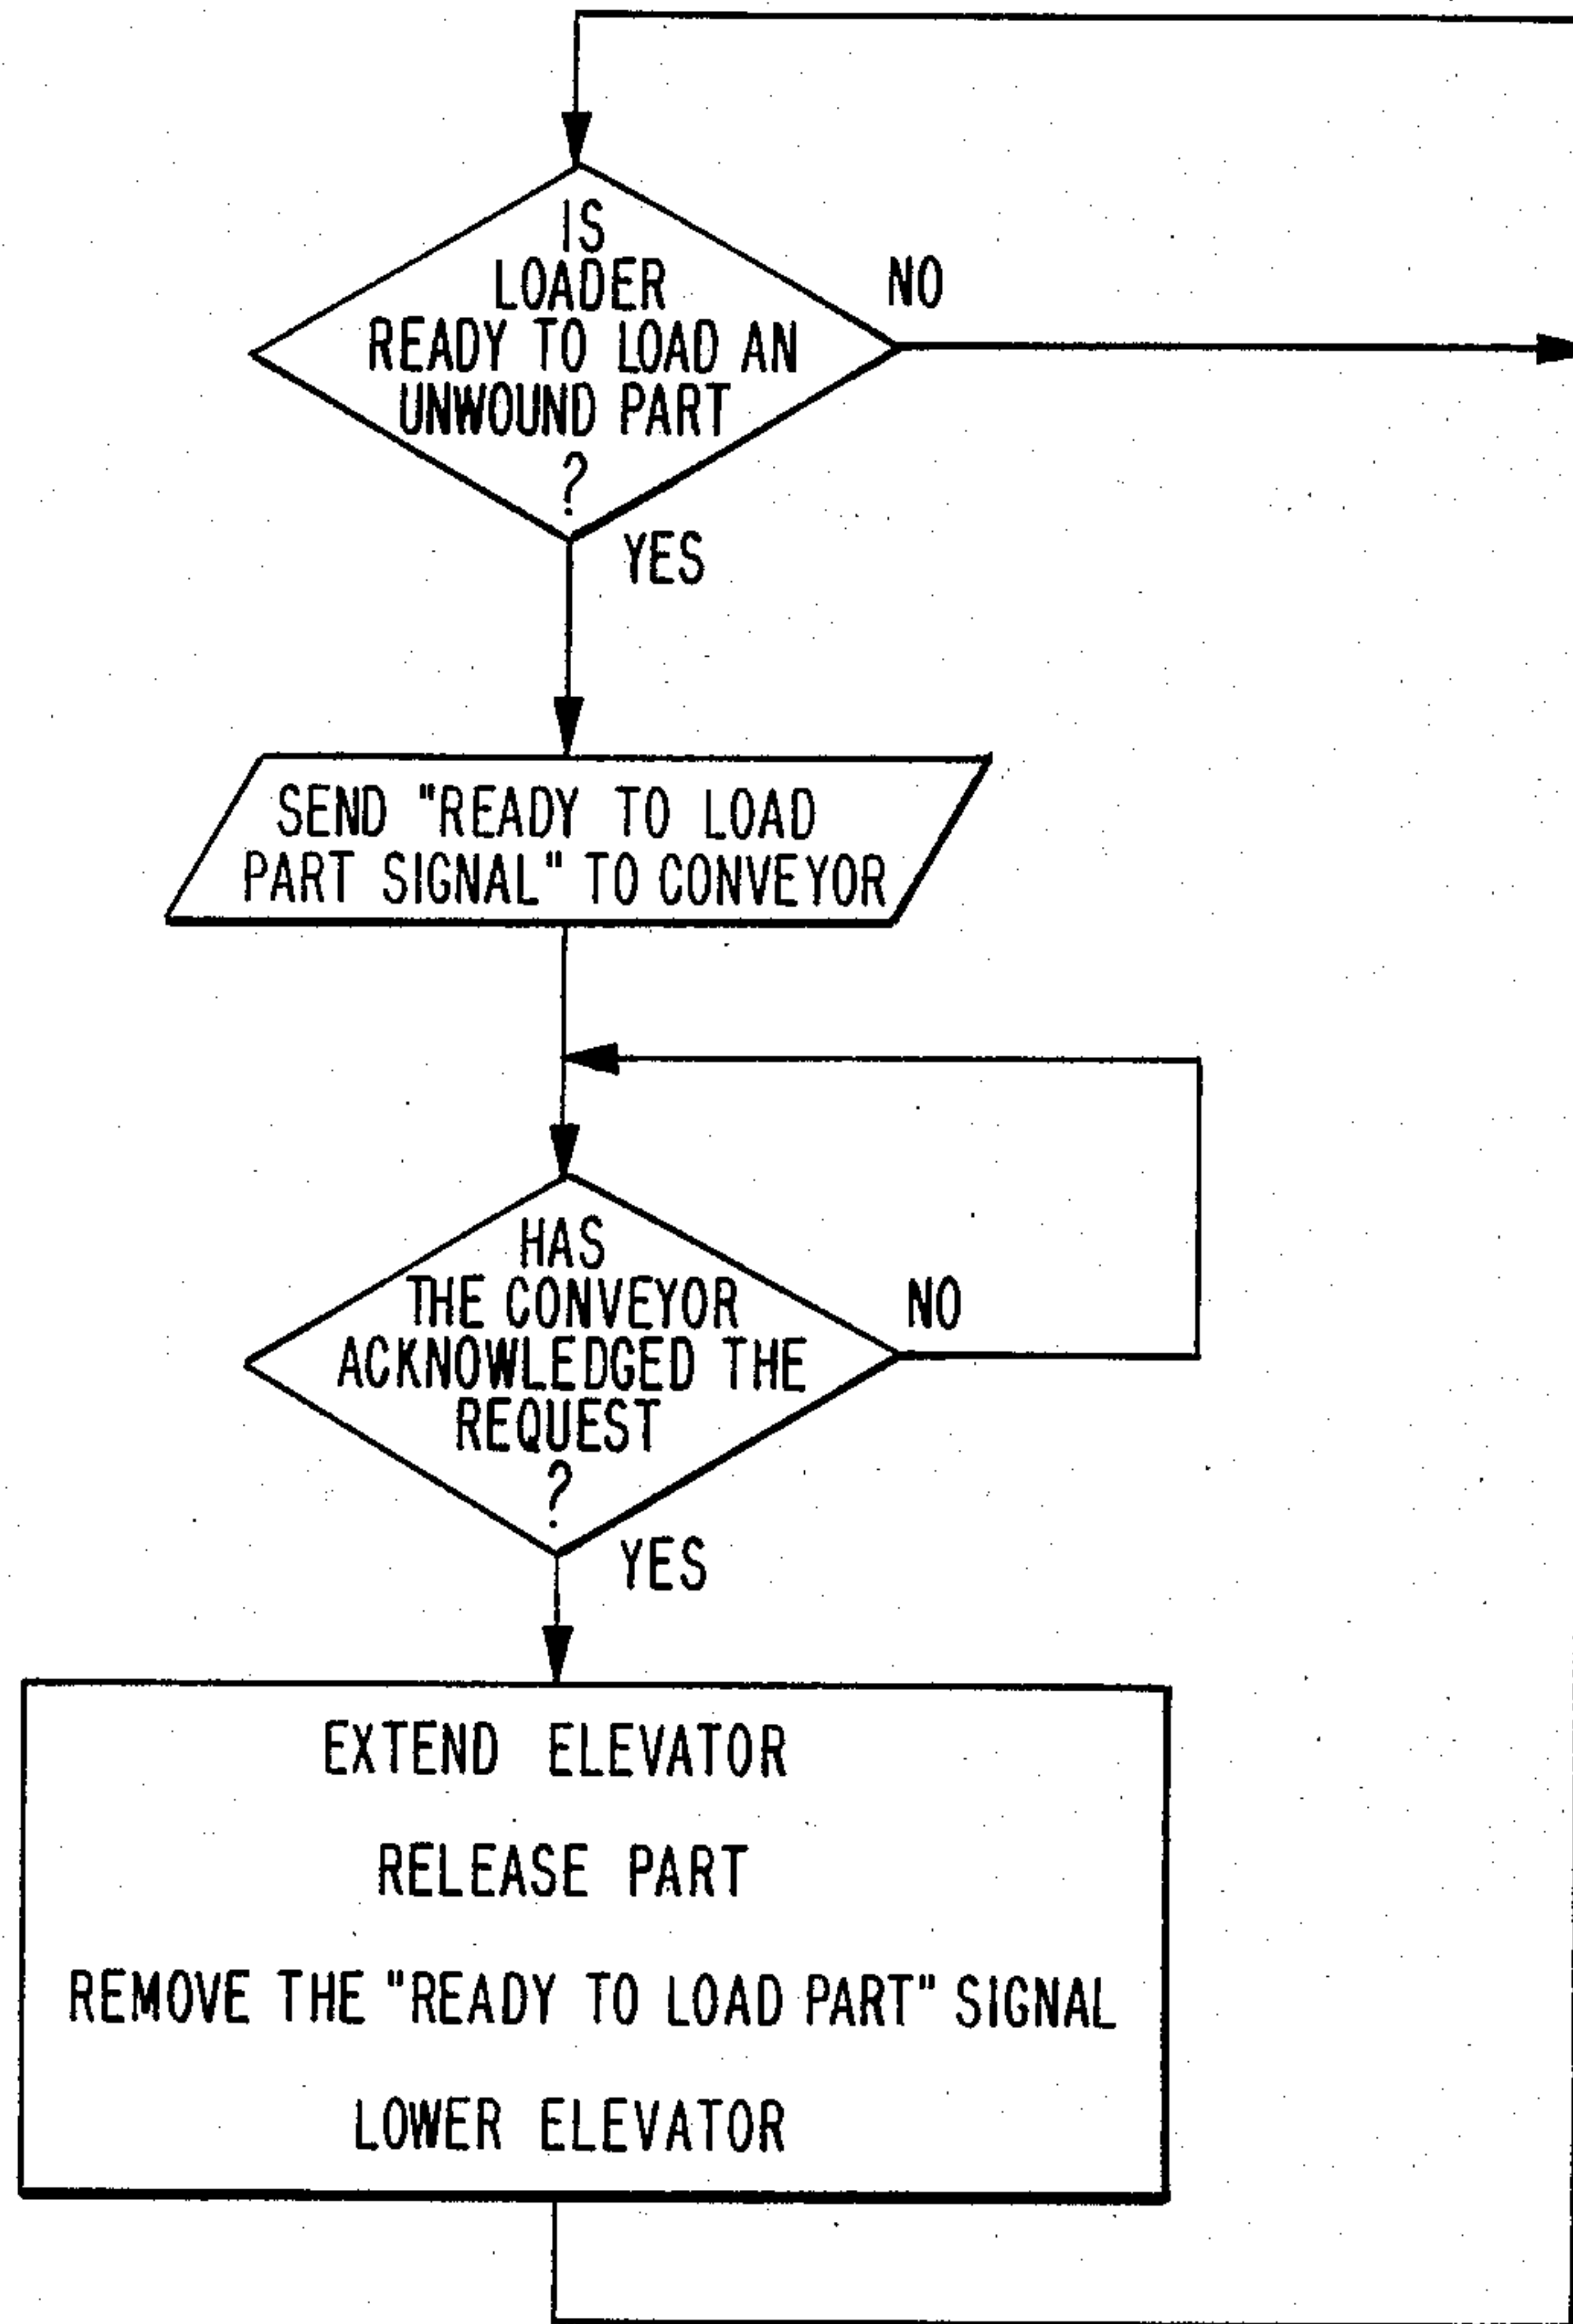 IS
LOADER
READY TO LOAD AN
UNWOUND PART
?
NO
YES
SEND "READY TO LOAD
PART SIGNAL" TO CONVEYOR
HAS
THE CONVEYOR
ACKNOWLEDGED THE
REQUEST
?
NO
YES
EXTEND ELEVATOR
RELEASE PART
REMOVE THE "READY TO LOAD PART" SIGNAL
LOWER ELEVATOR